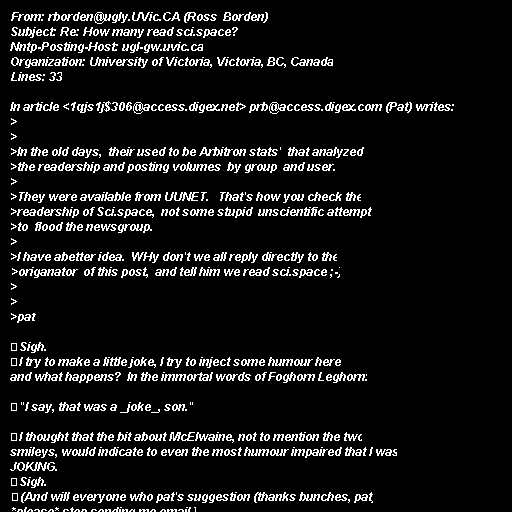 From: rborden@ugly.UVic.CA (Ross Borden)
Subject: Re: How many read sci.space?
Nntp-Posting-Host: ugl-gw.uvic.ca
Organization: University of Victoria, Victoria, BC, Canada
Lines: 33

In article <1qjs1j$306@access.digex.net> prb@access.digex.com (Pat) writes:
>
>
>In the old days, their used to be Arbitron stats' that analyzed
>the readership and posting volumes by group and user.
>
>They were available from UUNET. That's how you check the
>readership of Sci.space, not some stupid unscientific attempt
>to flood the newsgroup.
>
>I have abetter idea. WHy don't we all reply directly to the
>origanator of this post, and tell him we read sci.space ;-)
>
>
>pat

Sigh.
I try to make a little joke, I try to inject some humour here
and what happens? In the immortal words of Foghorn Leghorn:

"I say, that was a _joke_, son."

I thought that the bit about McElwaine, not to mention the two
smileys, would indicate to even the most humour impaired that I was
JOKING.
Sigh.
(And will everyone who pat's suggestion (thanks bunches, pat)
*please* stop sending me email.)